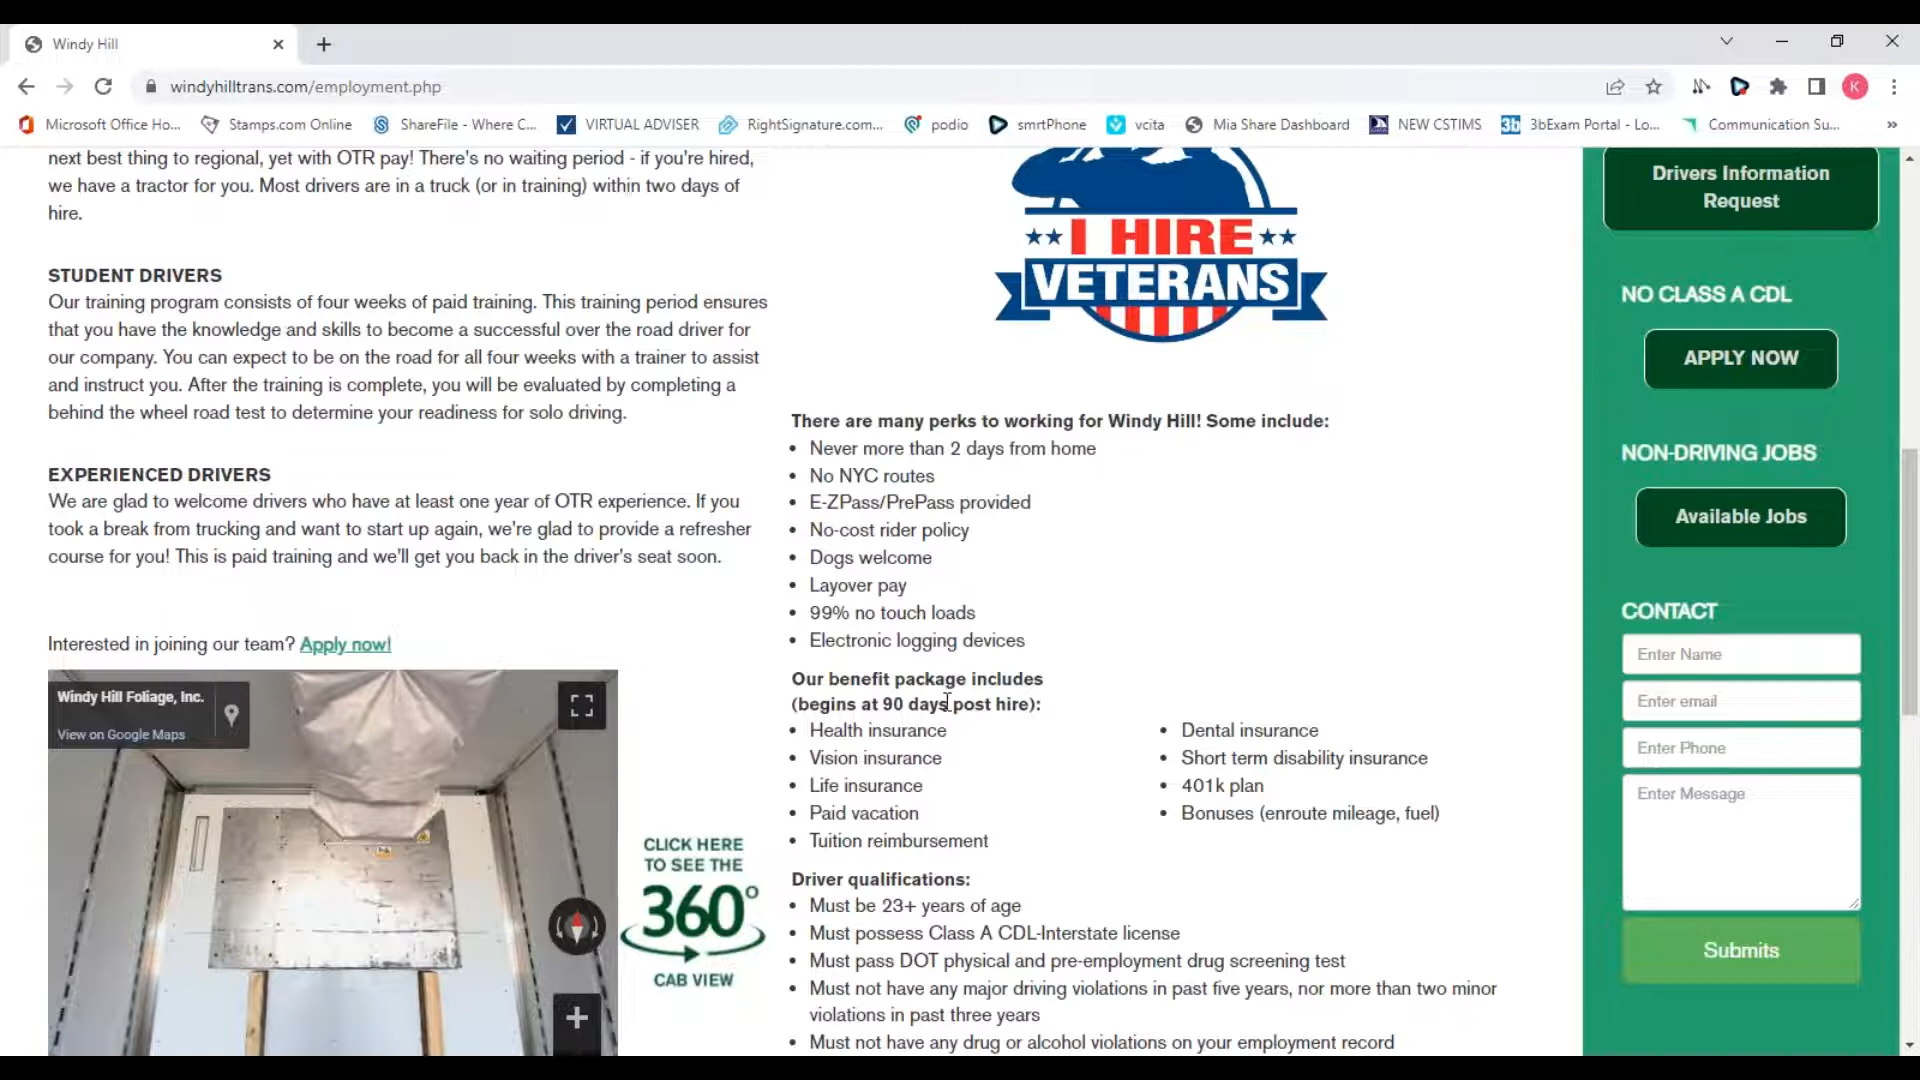 Windy Hill
windyhilltrans.com/employment.php
K
Microsoft Office Ho...
Stamps.com Online
ShareFile - Where C...
VIRTUAL ADVISER
RightSignature.com...
podio
smrtPhone
vcita
Mia Share Dashboard
NEW CSTIMS
3b
3bExam Portal - Lo...
Communication Su...
»
next best thing to regional, yet with OTR pay! There's no waiting period - if you're hired,
we have a tractor for you. Most drivers are in a truck (or in training) within two days of
hire.
STUDENT DRIVERS
Our training program consists of four weeks of paid training. This training period ensures
that you have the knowledge and skills to become a successful over the road driver for
our company. You can expect to be on the road for all four weeks with a trainer to assist
and instruct you. After the training is complete, you will be evaluated by completing a
behind the wheel road test to determine your readiness for solo driving.
EXPERIENCED DRIVERS
We are glad to welcome drivers who have at least one year of OTR experience. If you
took a break from trucking and want to start up again, we're glad to provide a refresher
course for you! This is paid training and we'll get you back in the driver's seat soon.
Interested in joining our team? Apply now!
Windy Hill Foliage, Inc.
View on Google Maps
CLICK HERE
TO SEE THE
360°
CAB VIEW
I HIRE
VETERANS
There are many perks to working for Windy Hill! Some include:
• Never more than 2 days from home
• No NYC routes
• E-ZPass/PrePass provided
• No-cost rider policy
• Dogs welcome
• Layover pay
• 99% no touch loads
• Electronic logging devices
Our benefit package includes
(begins at 90 days post hire):
• Health insurance
• Vision insurance
• Life insurance
• Paid vacation
• Tuition reimbursement
• Dental insurance
• Short term disability insurance
• 401k plan
• Bonuses (enroute mileage, fuel)
Driver qualifications:
• Must be 23+ years of age
• Must possess Class A CDL-Interstate license
• Must pass DOT physical and pre-employment drug screening test
• Must not have any major driving violations in past five years, nor more than two minor
violations in past three years
• Must not have any drug or alcohol violations on your employment record
Drivers Information
Request
NO CLASS A CDL
APPLY NOW
NON-DRIVING JOBS
Available Jobs
CONTACT
Enter Name
Enter email
Enter Phone
Enter Message
Submits